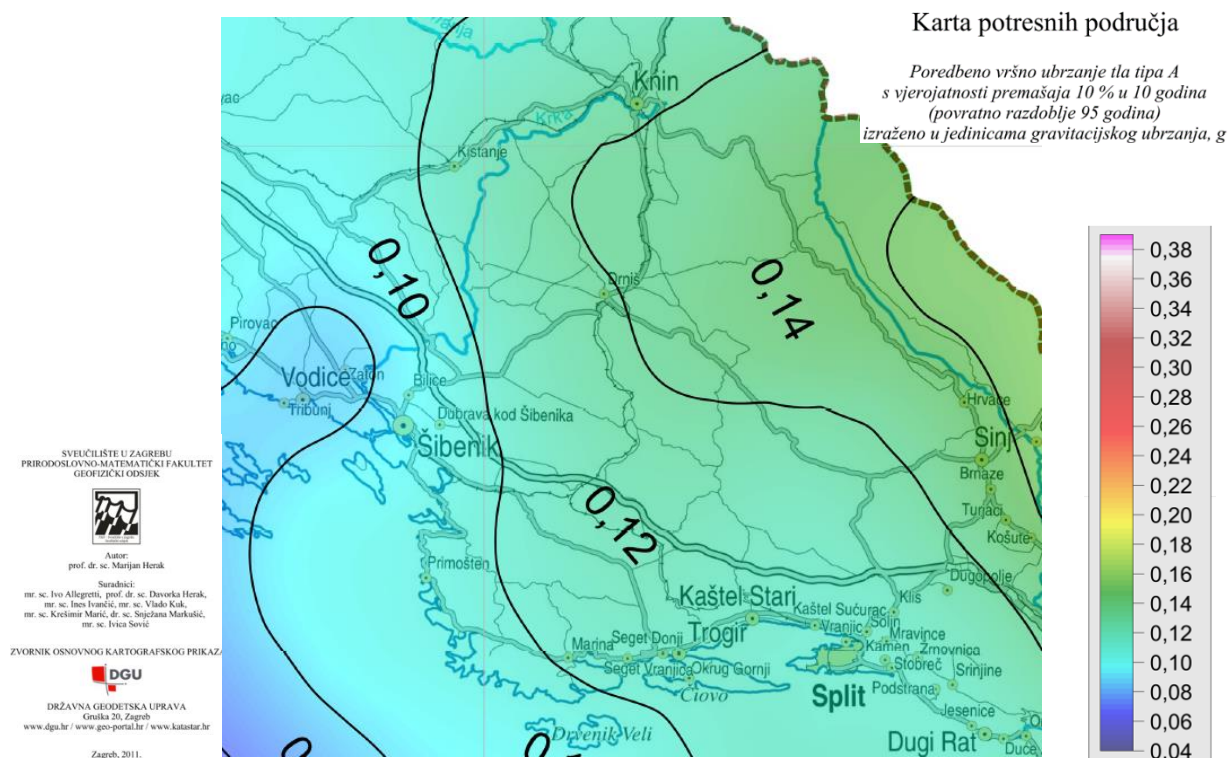 Karta potresnih područja
Poredbeno vršno ubrzanje tla tipa A
s vjerojatnosti premašaja 10 % u 10 godina
(povratno razdoblje 95 godina)
izraženo u jedinicama gravitacijskog ubrzanja, g
Knin
Krka
Kistanje
0,10
Drniš
0,14
Pirovac
Vodice
Zaton
Tribunj
Bilice
Dubrava kod Šibenika
Šibenik
Hrvace
Sinj
Brnaze
Turjaci
Košute
0,12
Primošten
Dugopolje
Klis
Kaštel Stari
Kaštel Sućurac
Solin
Vranjic
Mravince
Trogir
Marina
Seget Donji
Kamen
Žrnovnica
Seget Vranjica
Okrug Gornji
Stobreč
Srinjine
Čiovo
Split
Podstrana
Jesenice
Drvenik Veli
Dugi Rat
Duće
0,38
0,36
0,34
0,32
0,30
0,28
0,26
0,24
0,22
0,20
0,18
0,16
0,14
0,12
0,10
0,08
0,06
0,04
SVEUČILIŠTE U ZAGREBU
PRIRODOSLOVNO-MATEMATIČKI FAKULTET
GEOFIZIČKI ODSJEK
Autor:
prof. dr. sc. Marijan Herak
Suradnici:
mr. sc. Ivo Allegretti, prof. dr. sc. Davorka Herak,
mr. sc. Ines Ivančić, mr. sc. Vlado Kuk,
mr. sc. Krešimir Marić, dr. sc. Snježana Markušić,
mr. sc. Ivica Sović
ZVORNIK OSNOVNOG KARTOGRAFSKOG PRIKAZA
DGU
DRŽAVNA GEODETSKA UPRAVA
Gruška 20, Zagreb
www.dgu.hr / www.geo-portal.hr / www.katastar.hr
Zagreb, 2011.